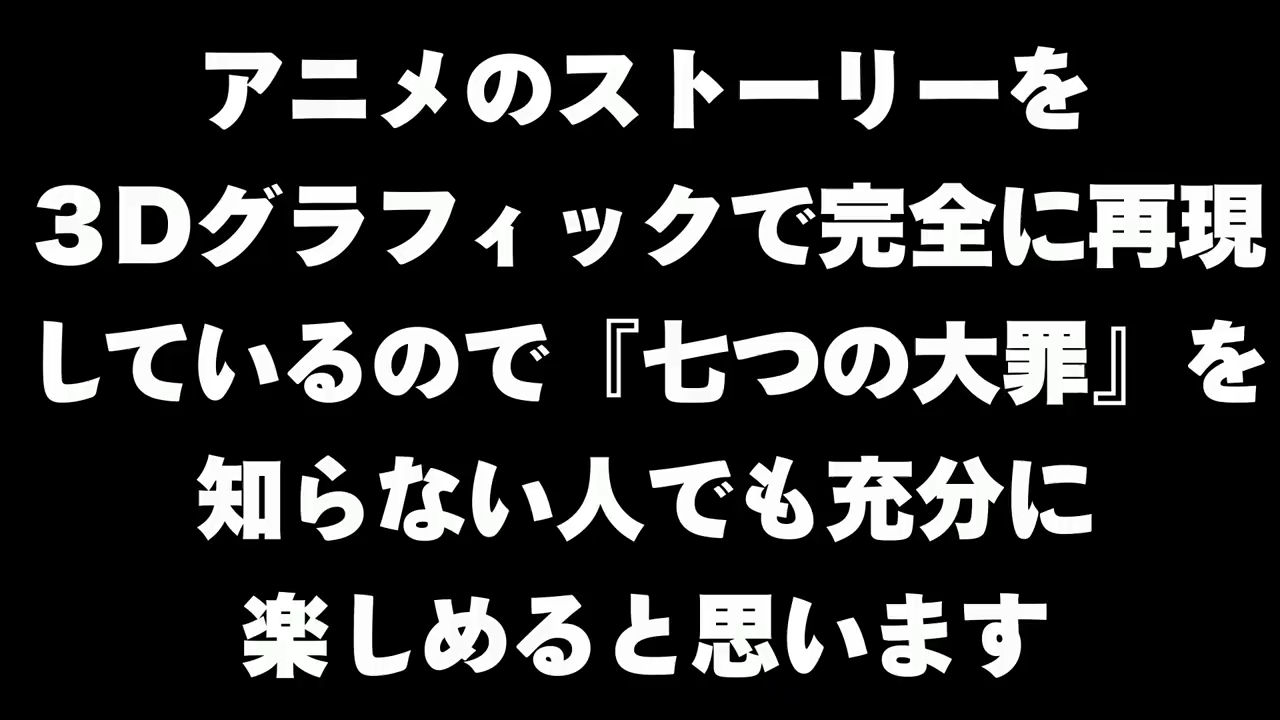 アニメのストーリーを
３Dグラフィックで完全に再現
しているので『七つの大罪』を
知らない人でも充分に
楽しめると思います